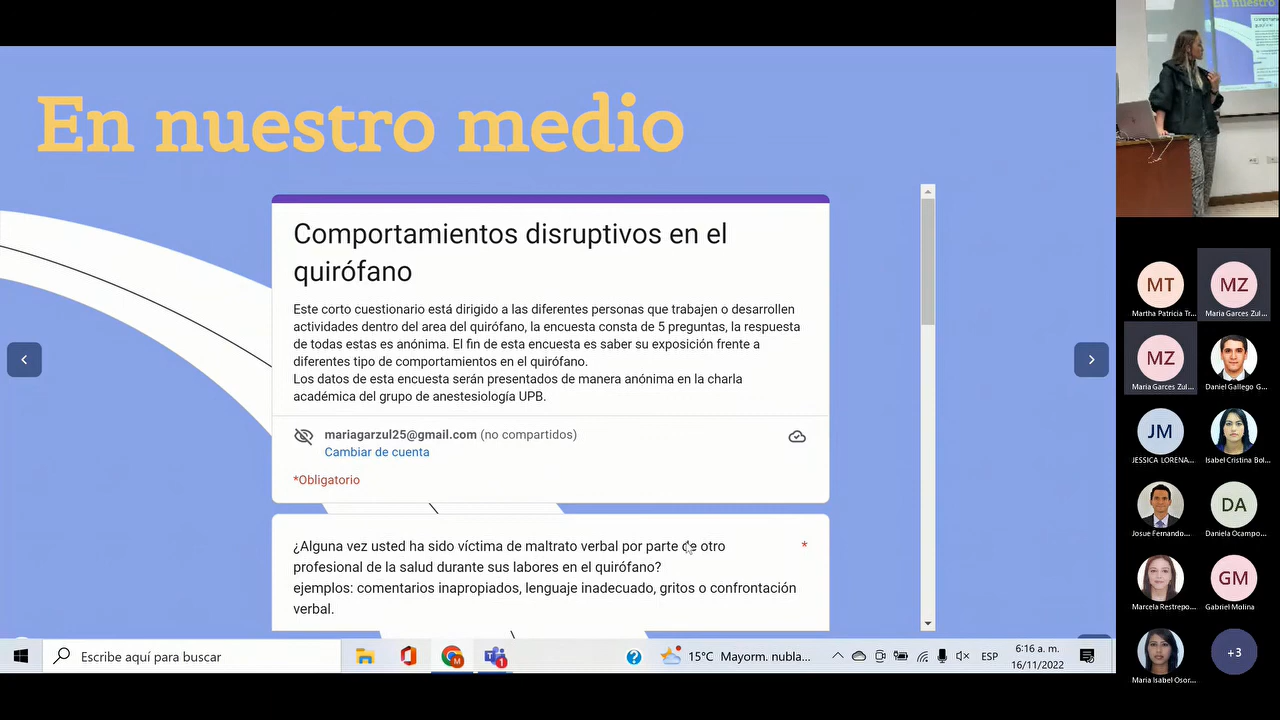 En nuestro medio
Comportamientos disruptivos en el
quirófano
Este corto cuestionario está dirigido a las diferentes personas que trabajen o desarrollen
actividades dentro del area del quirófano, la encuesta consta de 5 preguntas, la respuesta
de todas estas es anónima. El fin de esta encuesta es saber su exposición frente a
diferentes tipo de comportamientos en el quirófano.
Los datos de esta encuesta serán presentados de manera anónima en la charla
académica del grupo de anestesiología UPB.
mariagarzul25@gmail.com (no compartidos)
Cambiar de cuenta
*Obligatorio
¿Alguna vez usted ha sido víctima de maltrato verbal por parte de otro *
profesional de la salud durante sus labores en el quirófano?
ejemplos: comentarios inapropiados, lenguaje inadecuado, gritos o confrontación
verbal.
Escribe aquí para buscar
M
1
15°C Mayorm. nubla...
ESP
6:16 a. m.
16/11/2022
En nuestro
MT
Martha Patricia Tr...
MZ
Maria Garces Zul...
MZ
Maria Garces Zul...
Daniel Gallego G...
JM
JESSICA LORENA...
Isabel Cristina Bol...
Josue Fernando...
DA
Daniela Ocampo...
Marcela Restrepo...
GM
Gabriel Molina
Maria Isabel Osor...
+3